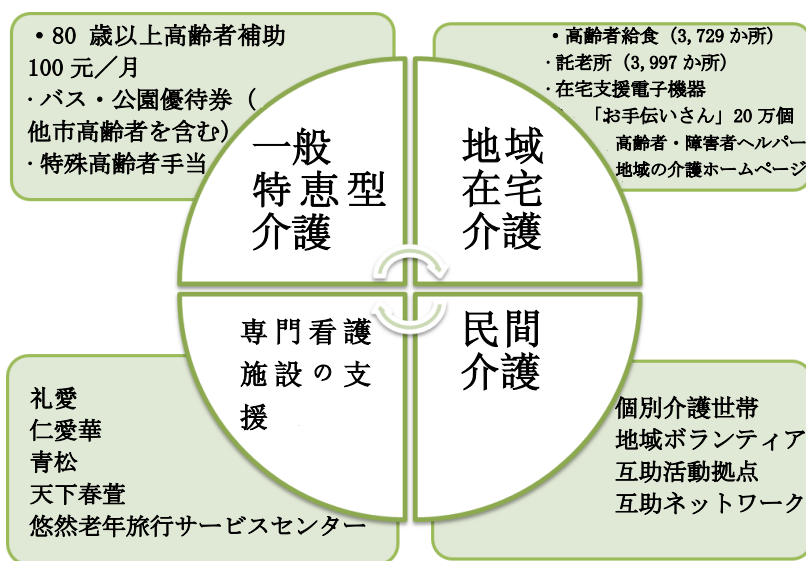 ・80 歳以上高齢者補助
100 元／月
・バス・公園優待券（
他市高齢者を含む）
・特殊高齢者手当
・高齢者給食（3,729 か所）
・託老所（3,997 か所）
・在宅支援電子機器
「お手伝いさん」20 万個
高齢者・障害者ヘルパー
地域の介護ホームページ
一般
特恵型
介護
地域
在宅
介護
専門看護
施設の支
援
民間
介護
礼愛
仁愛華
青松
天下春萱
悠然老年旅行サービスセンター
個別介護世帯
地域ボランティア
互助活動拠点
互助ネットワーク